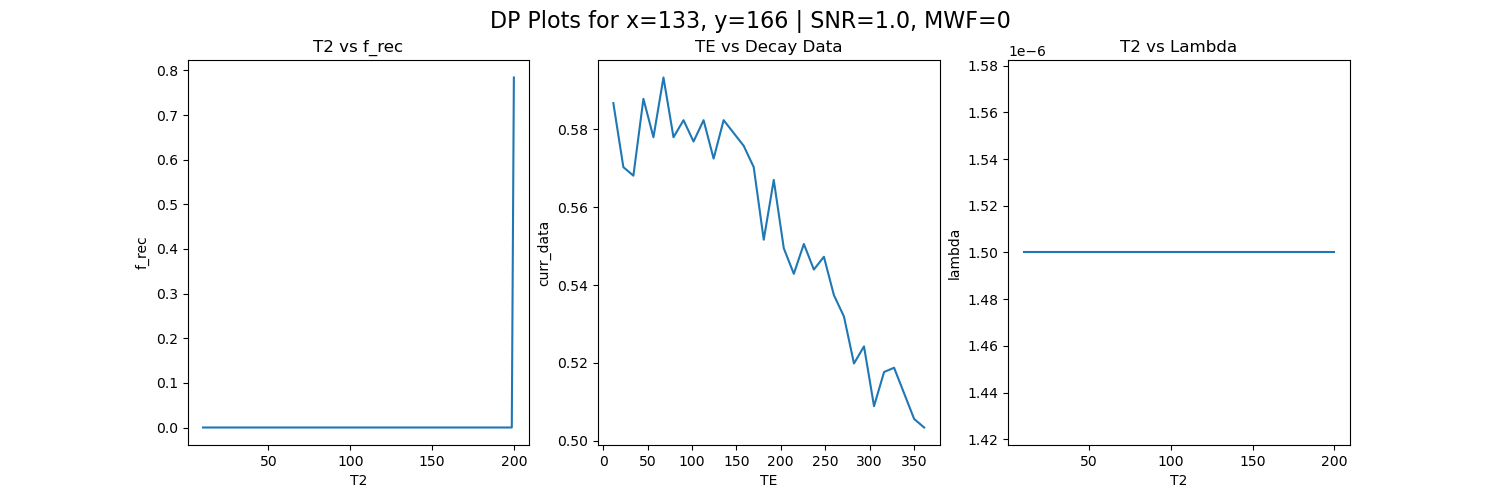 DP Plots for x=133, y=166 | SNR=1.0, MWF=0
T2 vs f_rec
0.8
0.7
0.6
0.5
0.4
0.3
0.2
0.1
0.0
f_rec
50 100 150 200
T2
TE vs Decay Data
0.58
0.56
0.54
0.52
0.50
curr_data
0 50 100 150 200 250 300 350
TE
T2 vs Lambda
1e−6
1.58
1.56
1.54
1.52
1.50
1.48
1.46
1.44
1.42
lambda
50 100 150 200
T2